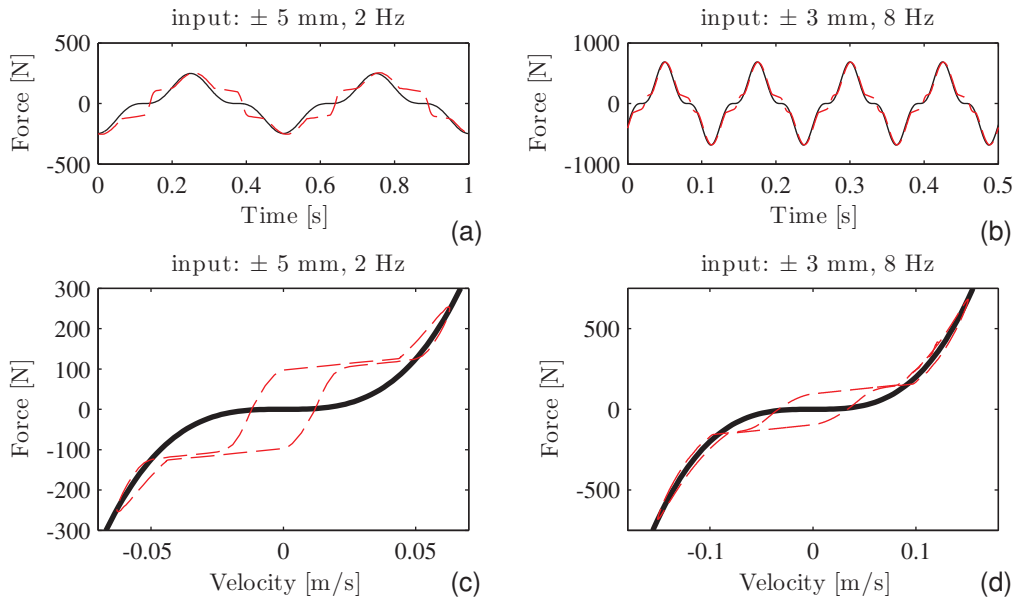 input: ± 5 mm, 2 Hz
Force [N]
500
0
-500
0 0.2 0.4 0.6 0.8 1
Time [s]
(a)
input: ± 3 mm, 8 Hz
Force [N]
1000
0
-1000
0 0.1 0.2 0.3 0.4 0.5
Time [s]
(b)
input: ± 5 mm, 2 Hz
Force [N]
300
200
100
0
-100
-200
-300
-0.05 0 0.05
Velocity [m/s]
(c)
input: ± 3 mm, 8 Hz
Force [N]
500
0
-500
-0.1 0 0.1
Velocity [m/s]
(d)